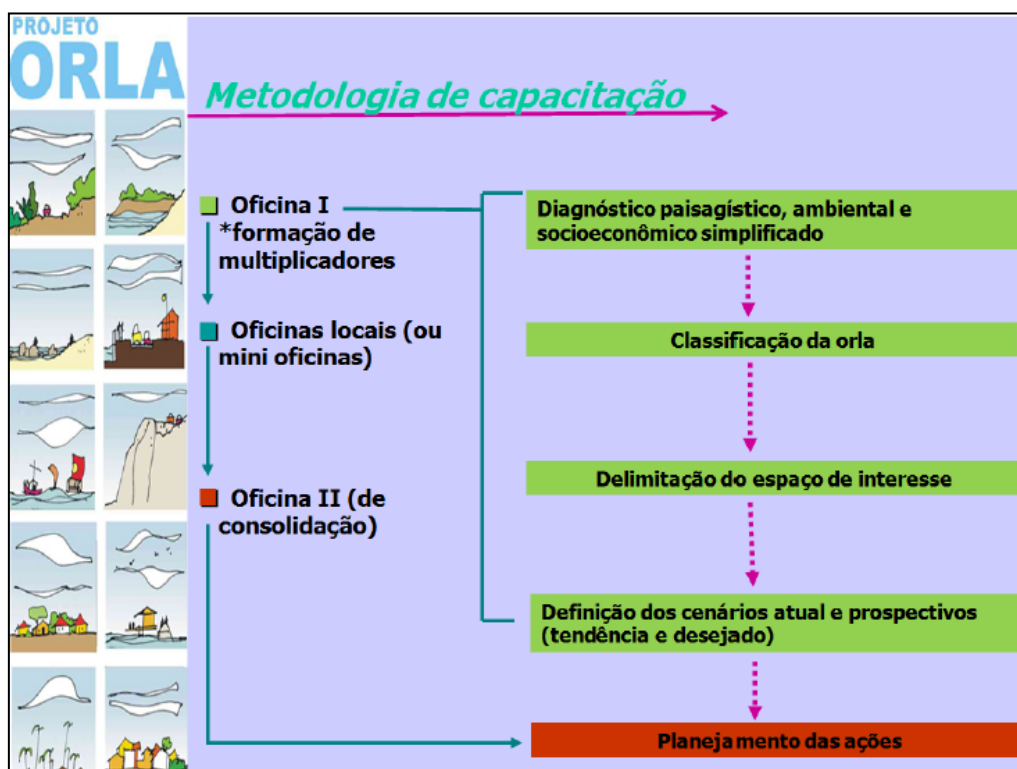 PROJETO
ORLA
Metodologia de capacitação
Oficina I
*formação de
multiplicadores
Oficinas locais (ou
mini oficinas)
Oficina II (de
consolidação)
Diagnóstico paisagístico, ambiental e
socioeconômico simplificado
Classificação da orla
Delimitação do espaço de interesse
Definição dos cenários atual e prospectivos
(tendência e desejado)
Planejamento das ações